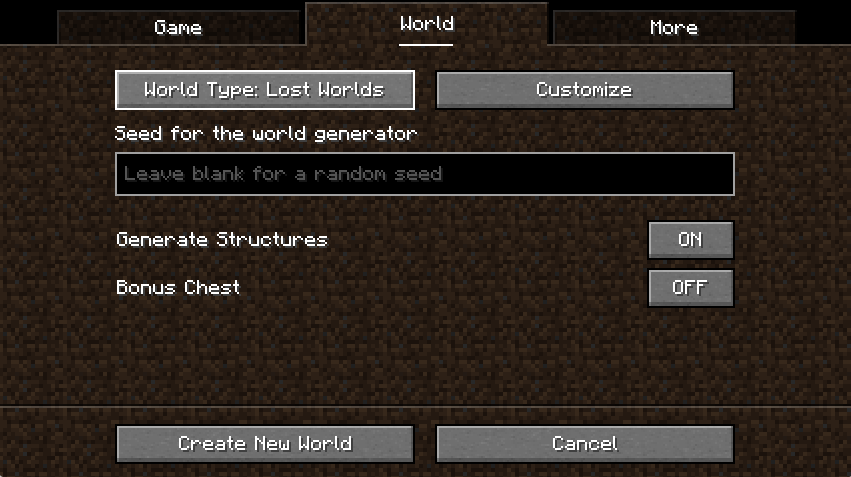 Game
World
More
World Type: Lost Worlds
Customize
Seed for the world generator
Leave blank for a random seed
Generate Structures
ON
Bonus Chest
OFF
Create New World
Cancel